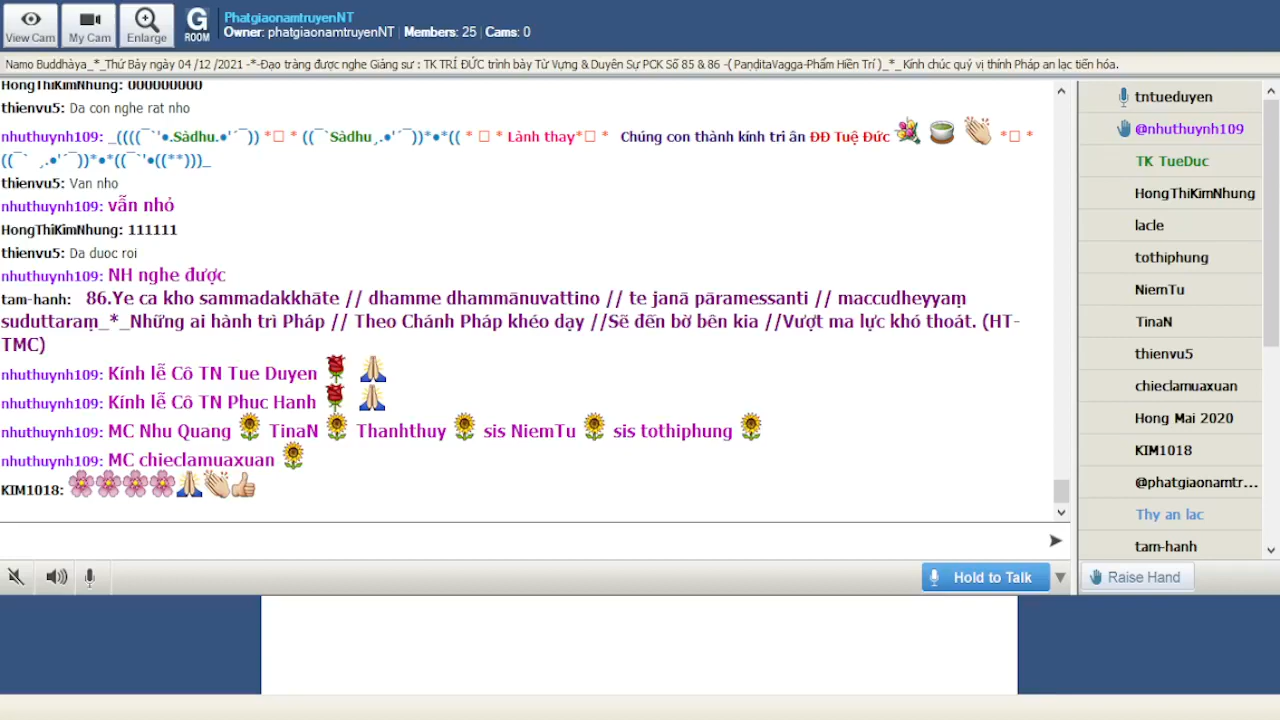 View Cam
My Cam
Enlarge
G
ROOM
PhatgiaonamtruyenNT
Owner: phatgiaonamtruyenNT | Members: 25 | Cams: 0
Namo Buddhàya_*_Thứ Bảy ngày 04 /12 /2021 -*-Đạo tràng được nghe Giảng sư : TK TRÍ ĐỨC trình bày Từ Vựng & Duyên Sự PCK Số 85 & 86 -( PaṇḍitaVagga-Phẩm Hiền Trí )_*_ Kính chúc quý vị thính Pháp an lạc tiến hóa.
HongThiKimNhung: 000000000
thienvu5: Da con nghe rat nho
nhuthuynh109: _((((¯`'•.Sàdhu.•'´¯)) *□ * ((¯`Sàdhu¸.•'´¯))*•*(( * □ * Lành thay*□ * Chúng con thành kính tri ân ĐĐ Tuệ Đức *□ *
((¯` ¸.•'´¯))*•*((¯`'•((**)))_
thienvu5: Van nho
nhuthuynh109: vẫn nhỏ
HongThiKimNhung: 111111
thienvu5: Da duoc roi
nhuthuynh109: NH nghe được
tam-hanh: 86.Ye ca kho sammadakkhāte // dhamme dhammānuvattino // te janā pāramessanti // maccudheyyaṃ
suduttaraṃ_*_Những ai hành trì Pháp // Theo Chánh Pháp khéo dạy //Sẽ đến bờ bên kia //Vượt ma lực khó thoát. (HT-
TMC)
nhuthuynh109: Kính lễ Cô TN Tue Duyen
nhuthuynh109: Kính lễ Cô TN Phuc Hanh
nhuthuynh109: MC Nhu Quang TinaN Thanhthuy sis NiemTu sis tothiphung
nhuthuynh109: MC chieclamuaxuan
KIM1018:
Hold to Talk
tntueduyen
@nhuthuynh109
TK TueDuc
HongThiKimNhung
lacle
tothiphung
NiemTu
TinaN
thienvu5
chieclamuaxuan
Hong Mai 2020
KIM1018
@phatgiaonamtr...
Thy an lac
tam-hanh
Raise Hand